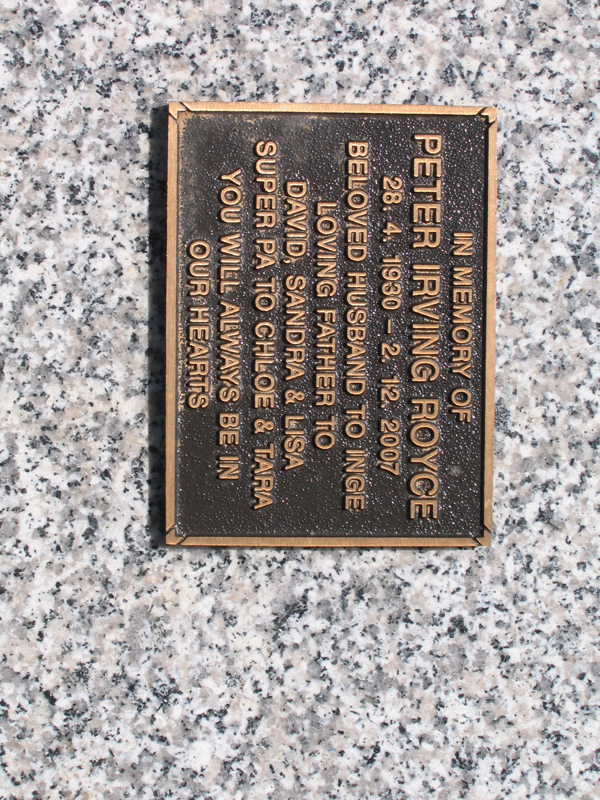 IN MEMORY OF
PETER IRVING ROYCE
28. 4. 1930 – 2. 12. 2007
BELOVED HUSBAND TO INGE
LOVING FATHER TO
DAVID, SANDRA & LISA
SUPER PA TO CHLOE & TIARA
YOU WILL ALWAYS BE IN
OUR HEARTS